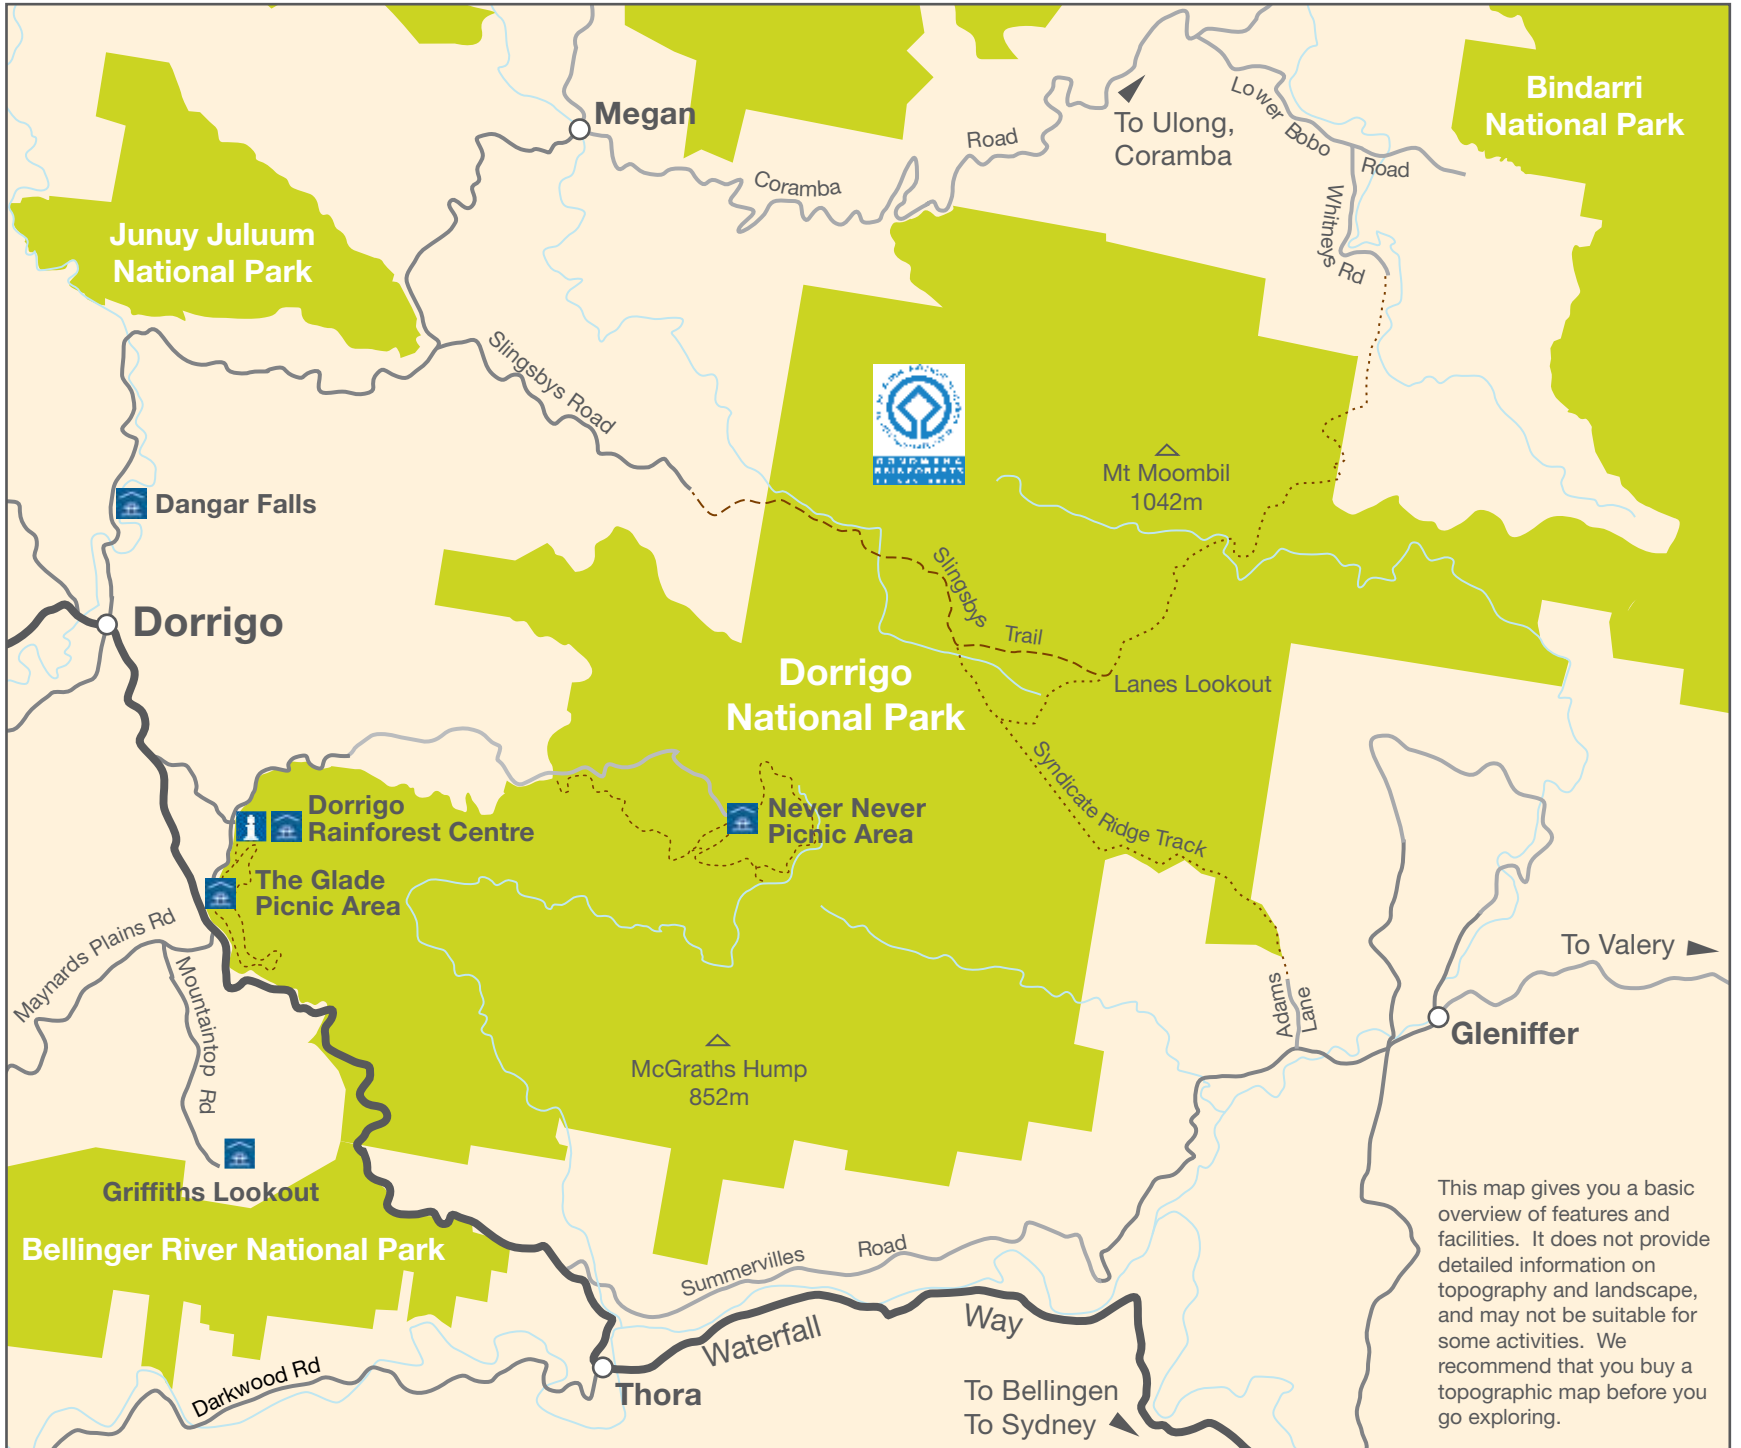 Megan
Bindarri
National Park
Lower Bobo
Road
Road
To Ulong,
Coramba
Coramba
Whitneys Rd
Junuy Juluum
National Park
Slingsbys Road
Mt Moombil
1042m
Dangar Falls
Slingsbys
Trail
Dorrigo
Dorrigo
National Park
Lanes Lookout
Syndicate Ridge Track
Dorrigo
Rainforest Centre
Never Never
Picnic Area
The Glade
Picnic Area
Maynards Plains Rd
Mountaintop Rd
To Valery
Adams
Lane
Gleniffer
McGraths Hump
852m
Griffiths Lookout
Bellinger River National Park
Summervilles Road
Waterfall Way
Darkwood Rd
Thora
To Bellingen
To Sydney
This map gives you a basic
overview of features and
facilities. It does not provide
detailed information on
topography and landscape,
and may not be suitable for
some activities. We
recommend that you buy a
topographic map before you
go exploring.